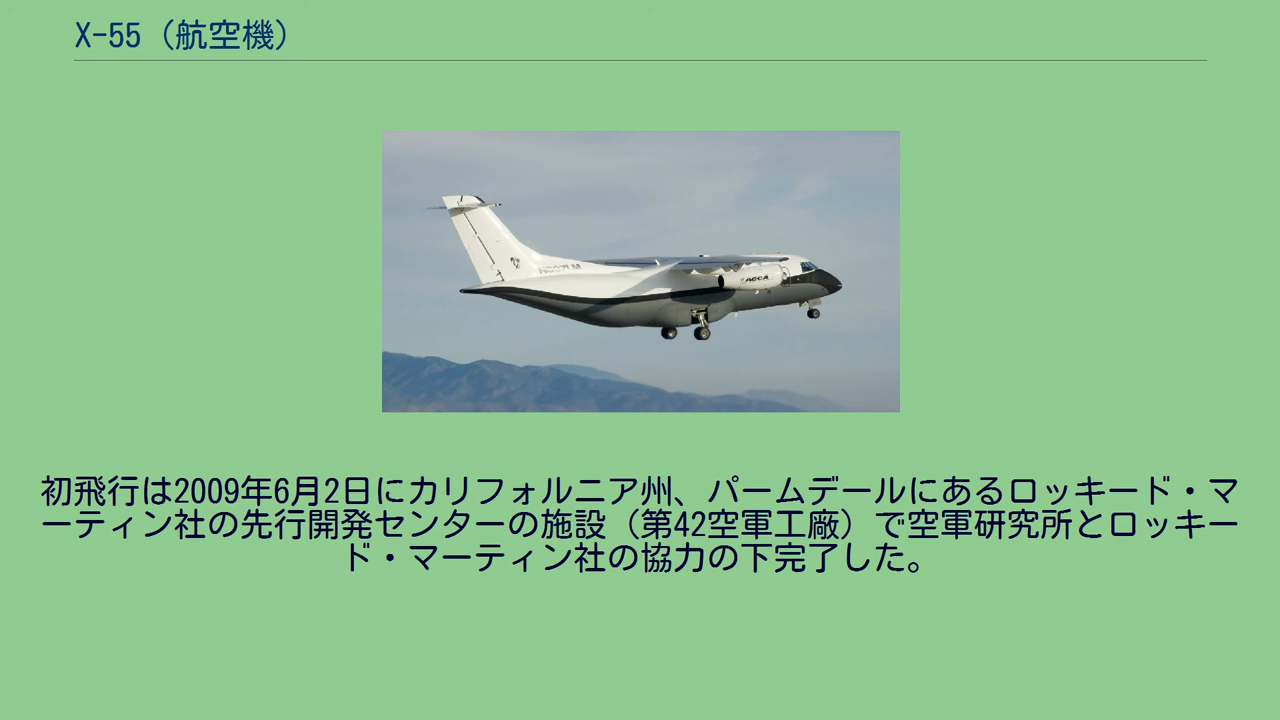 X-55（航空機）
ACCA
初飛行は2009年6月2日にカリフォルニア州、パームデールにあるロッキード・マ
ーティン社の先行開発センターの施設（第42空軍工廠）で空軍研究所とロッキー
ド・マーティン社の協力の下完了した。